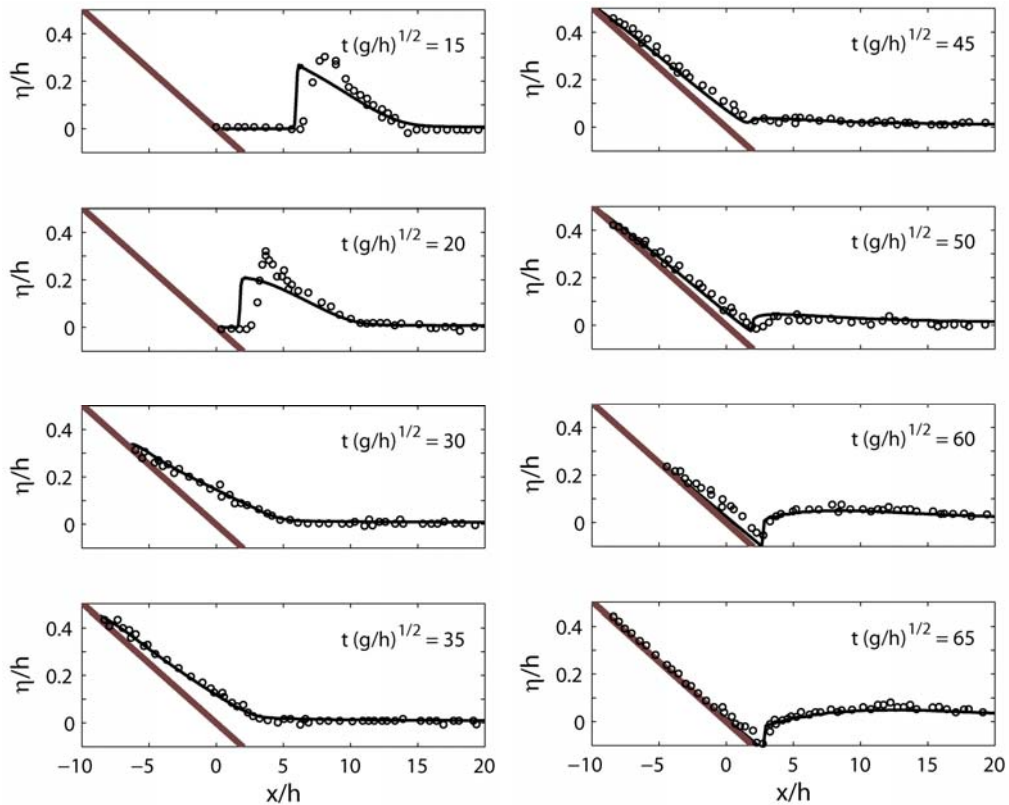 t (g/h)^1/2 = 15
η/h
0.4
0.2
0
t (g/h)^1/2 = 20
η/h
0.4
0.2
0
t (g/h)^1/2 = 30
η/h
0.4
0.2
0
t (g/h)^1/2 = 35
η/h
0.4
0.2
0
−10 −5 0 5 10 15 20
x/h
t (g/h)^1/2 = 45
η/h
0.4
0.2
0
t (g/h)^1/2 = 50
η/h
0.4
0.2
0
t (g/h)^1/2 = 60
η/h
0.4
0.2
0
t (g/h)^1/2 = 65
η/h
0.4
0.2
0
−10 −5 0 5 10 15 20
x/h